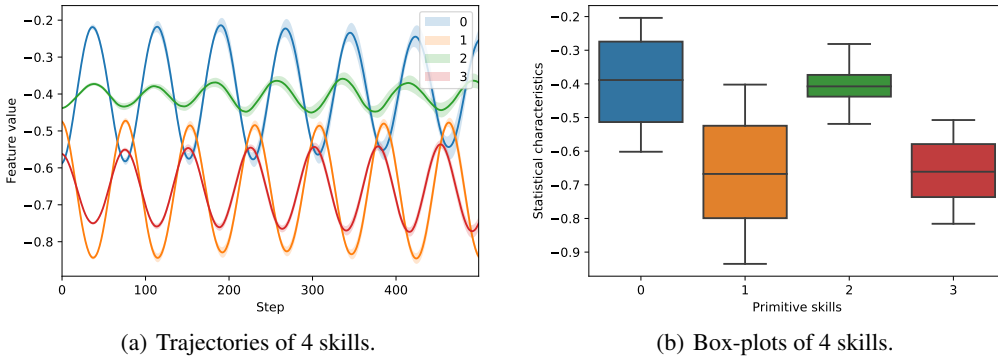 −0.2
−0.3
−0.4
−0.5
−0.6
−0.7
−0.8
Feature value
0
1
2
3
0 100 200 300 400
Step
(a) Trajectories of 4 skills.
−0.2
−0.3
−0.4
−0.5
−0.6
−0.7
−0.8
−0.9
Statistical characteristics
0 1 2 3
Primitive skills
(b) Box-plots of 4 skills.